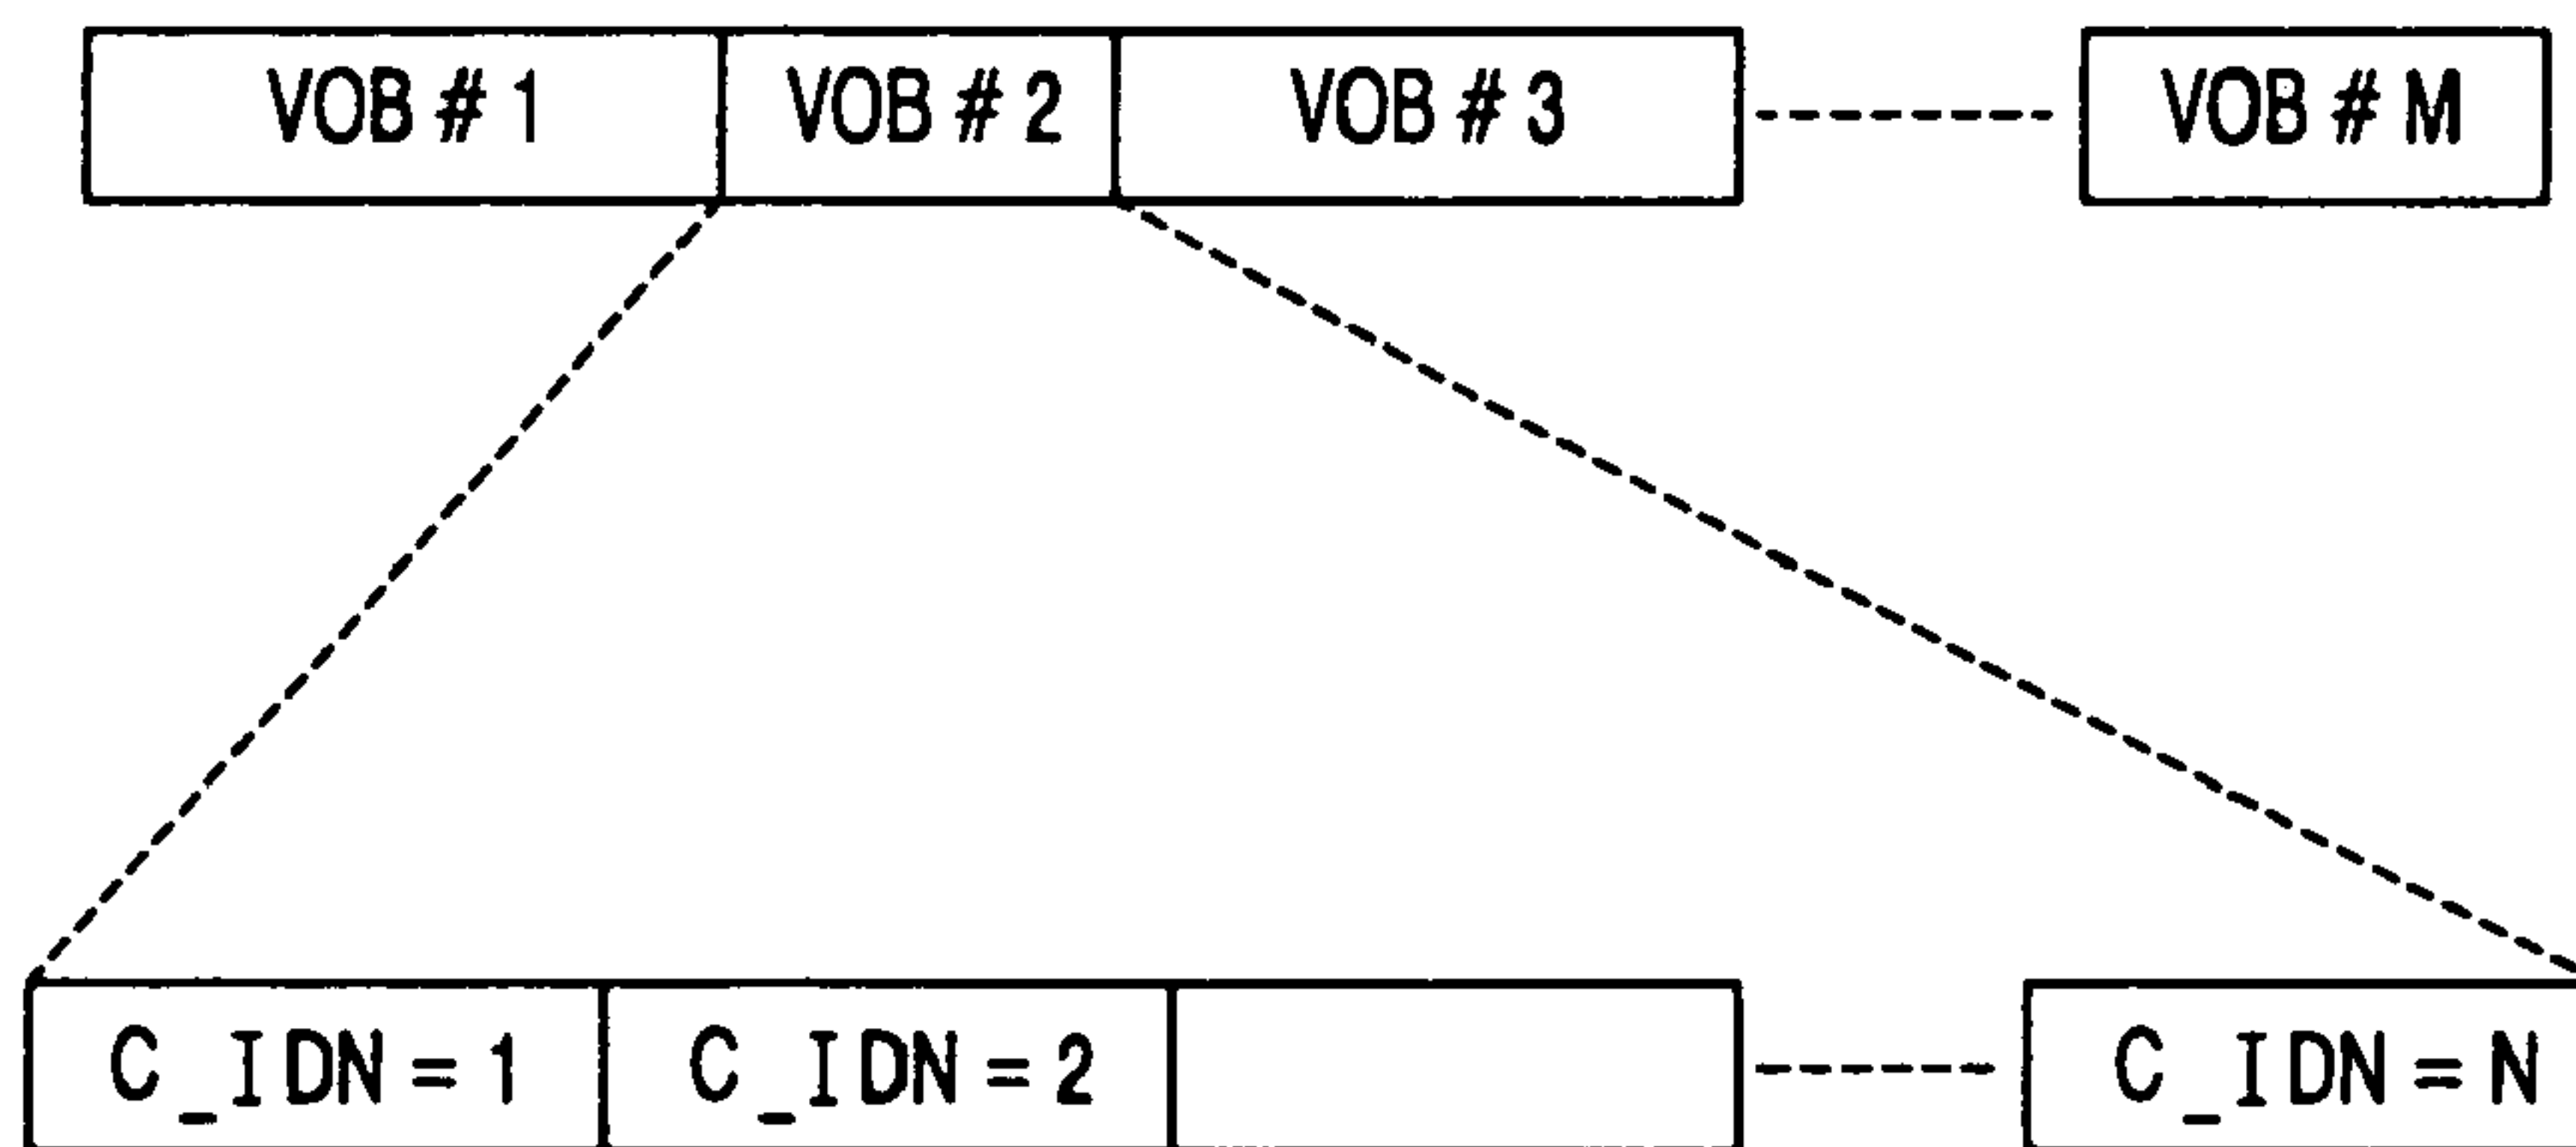 VOB # 1 VOB # 2 VOB # 3 VOB # M
C_IDN = 1 C_IDN = 2 C_IDN = N